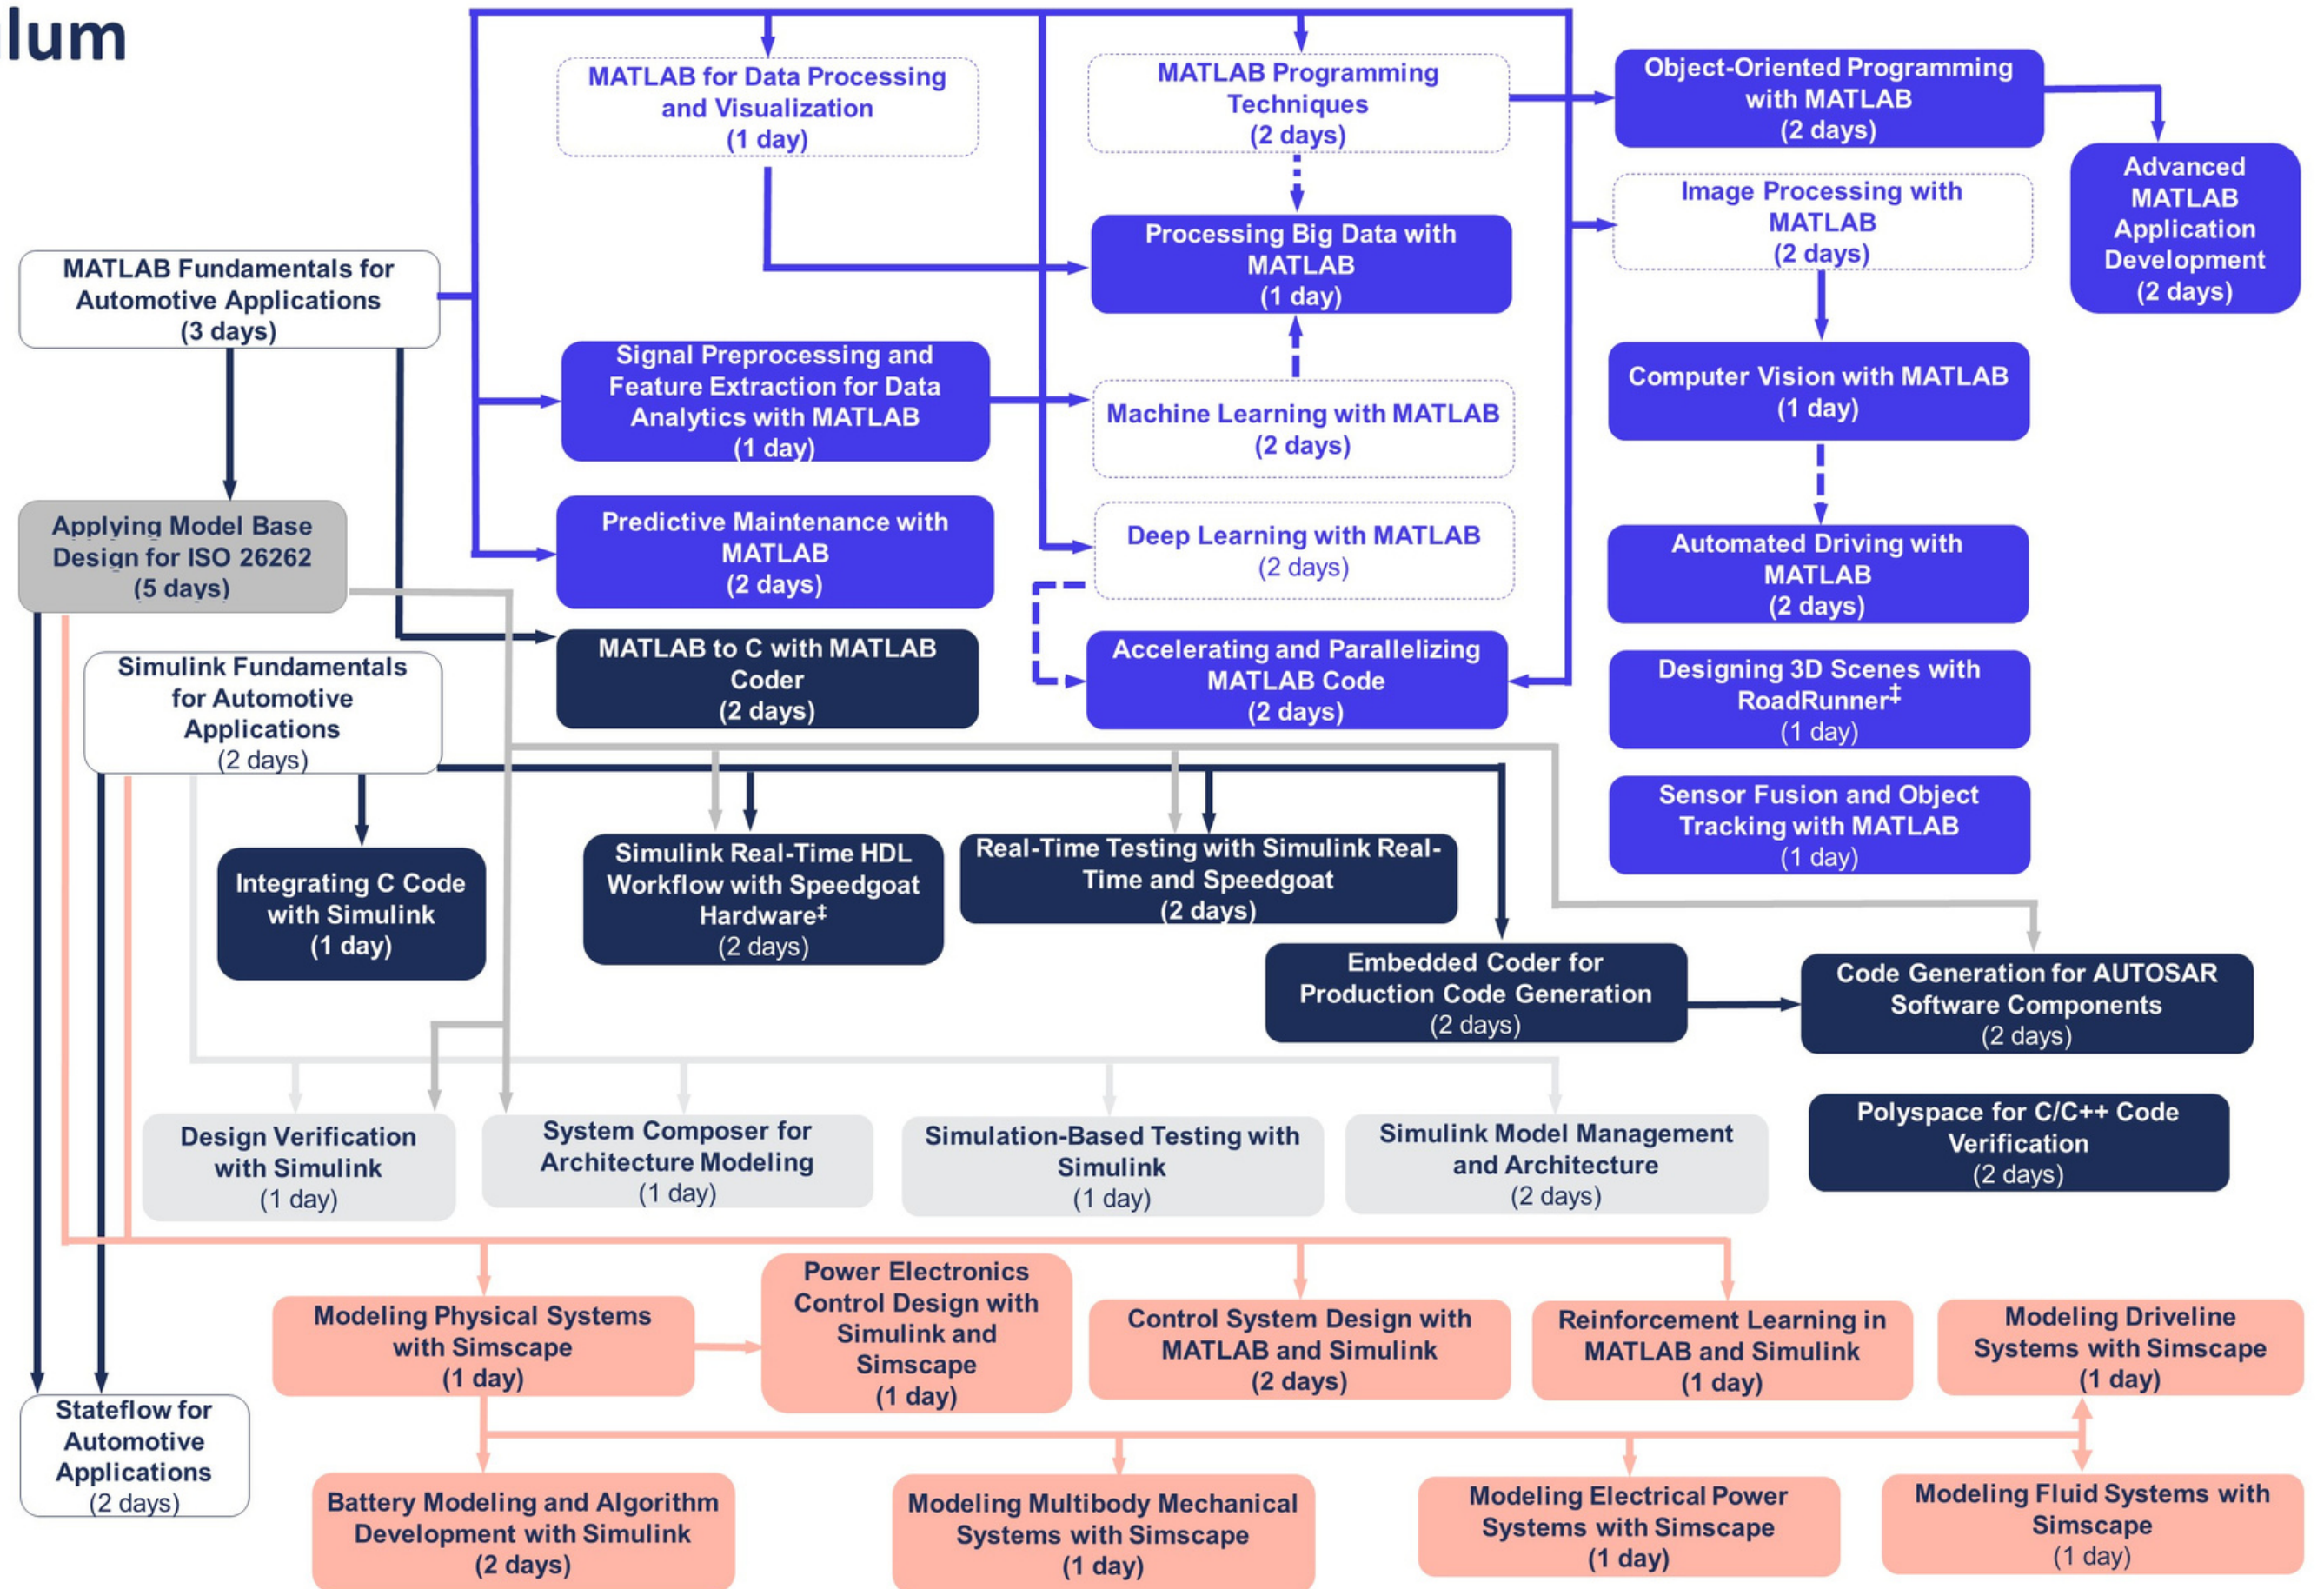 lum
MATLAB for Data Processing
and Visualization
(1 day)
MATLAB Programming
Techniques
(2 days)
Object-Oriented Programming
with MATLAB
(2 days)
Advanced
MATLAB
Application
Development
(2 days)
Image Processing with
MATLAB
(2 days)
Processing Big Data with
MATLAB
(1 day)
MATLAB Fundamentals for
Automotive Applications
(3 days)
Signal Preprocessing and
Feature Extraction for Data
Analytics with MATLAB
(1 day)
Machine Learning with MATLAB
(2 days)
Computer Vision with MATLAB
(1 day)
Applying Model Base
Design for ISO 26262
(5 days)
Predictive Maintenance with
MATLAB
(2 days)
Deep Learning with MATLAB
(2 days)
Automated Driving with
MATLAB
(2 days)
Simulink Fundamentals
for Automotive
Applications
(2 days)
MATLAB to C with MATLAB
Coder
(2 days)
Accelerating and Parallelizing
MATLAB Code
(2 days)
Designing 3D Scenes with
RoadRunner‡
(1 day)
Sensor Fusion and Object
Tracking with MATLAB
(1 day)
Integrating C Code
with Simulink
(1 day)
Simulink Real-Time HDL
Workflow with Speedgoat
Hardware‡
(2 days)
Real-Time Testing with Simulink Real-
Time and Speedgoat
(2 days)
Embedded Coder for
Production Code Generation
(2 days)
Code Generation for AUTOSAR
Software Components
(2 days)
Design Verification
with Simulink
(1 day)
System Composer for
Architecture Modeling
(1 day)
Simulation-Based Testing with
Simulink
(1 day)
Simulink Model Management
and Architecture
(2 days)
Polyspace for C/C++ Code
Verification
(2 days)
Modeling Physical Systems
with Simscape
(1 day)
Power Electronics
Control Design with
Simulink and
Simscape
(1 day)
Control System Design with
MATLAB and Simulink
(2 days)
Reinforcement Learning in
MATLAB and Simulink
(1 day)
Modeling Driveline
Systems with Simscape
(1 day)
Stateflow for
Automotive
Applications
(2 days)
Battery Modeling and Algorithm
Development with Simulink
(2 days)
Modeling Multibody Mechanical
Systems with Simscape
(1 day)
Modeling Electrical Power
Systems with Simscape
(1 day)
Modeling Fluid Systems with
Simscape
(1 day)